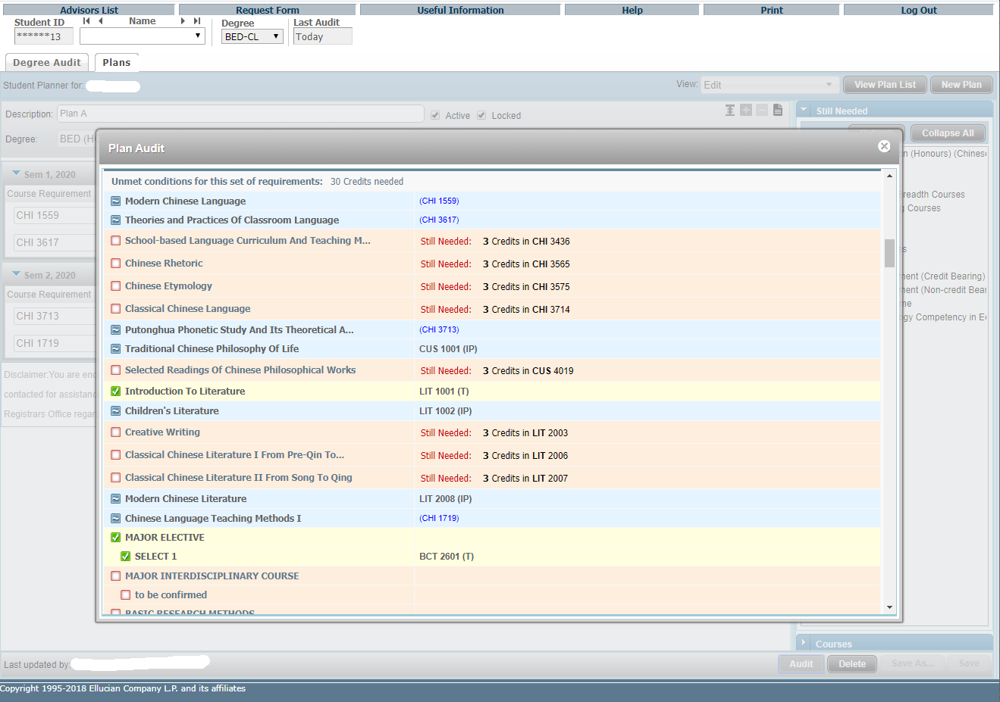 Advisors List Request Form Useful Information Help Print Log Out
Student ID Name Degree Last Audit
******13 BED-CL Today
Degree Audit Plans
Student Planner for: View: Edit View Plan List New Plan
Description: Plan A Active Locked Still Needed
Degree: BED (H Collapse All
Plan Audit
n (Honours) (Chinese
Sem 1, 2020
Unmet conditions for this set of requirements: 30 Credits needed
Course Requirement
Modern Chinese Language (CHI 1559)
readth Courses
g Courses
CHI 1559
Theories and Practices Of Classroom Language (CHI 3617)
CHI 3617
School-based Language Curriculum And Teaching M... Still Needed: 3 Credits in CHI 3436
s
Chinese Rhetoric Still Needed: 3 Credits in CHI 3565
Sem 2, 2020
ment (Credit Bearing)
Chinese Etymology Still Needed: 3 Credits in CHI 3575
ment (Non-credit Bear
Course Requirement
me
Classical Chinese Language Still Needed: 3 Credits in CHI 3714
CHI 3713
gy Competency in E
Putonghua Phonetic Study And Its Theoretical A... (CHI 3713)
CHI 1719
Traditional Chinese Philosophy Of Life CUS 1001 (IP)
Selected Readings Of Chinese Philosophical Works Still Needed: 3 Credits in CUS 4019
Disclaimer:You are enc
Introduction To Literature LIT 1001 (T)
contacted for assistanc
Children's Literature LIT 1002 (IP)
Registrars Office regar
Creative Writing Still Needed: 3 Credits in LIT 2003
Classical Chinese Literature I From Pre-Qin To... Still Needed: 3 Credits in LIT 2006
Classical Chinese Literature II From Song To Qing Still Needed: 3 Credits in LIT 2007
Modern Chinese Literature LIT 2008 (IP)
Chinese Language Teaching Methods I (CHI 1719)
MAJOR ELECTIVE
SELECT 1 BCT 2601 (T)
MAJOR INTERDISCIPLINARY COURSE
to be confirmed
BASIC RESEARCH METHODS
Courses
Last updated by: Audit Delete Save As... Save
Copyright 1995-2018 Ellucian Company L.P. and its affiliates